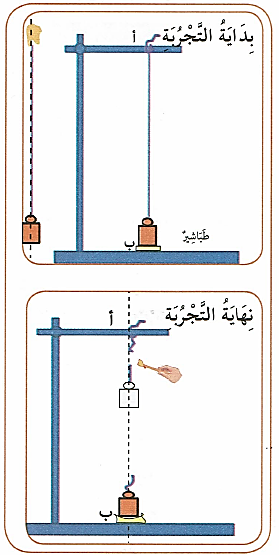 بِدَايَةُ التَّجْرُبَةِ
أ
طَبَاشِيرٌ
ب
نِهَايَةُ التَّجْرُبَة
أ
ب